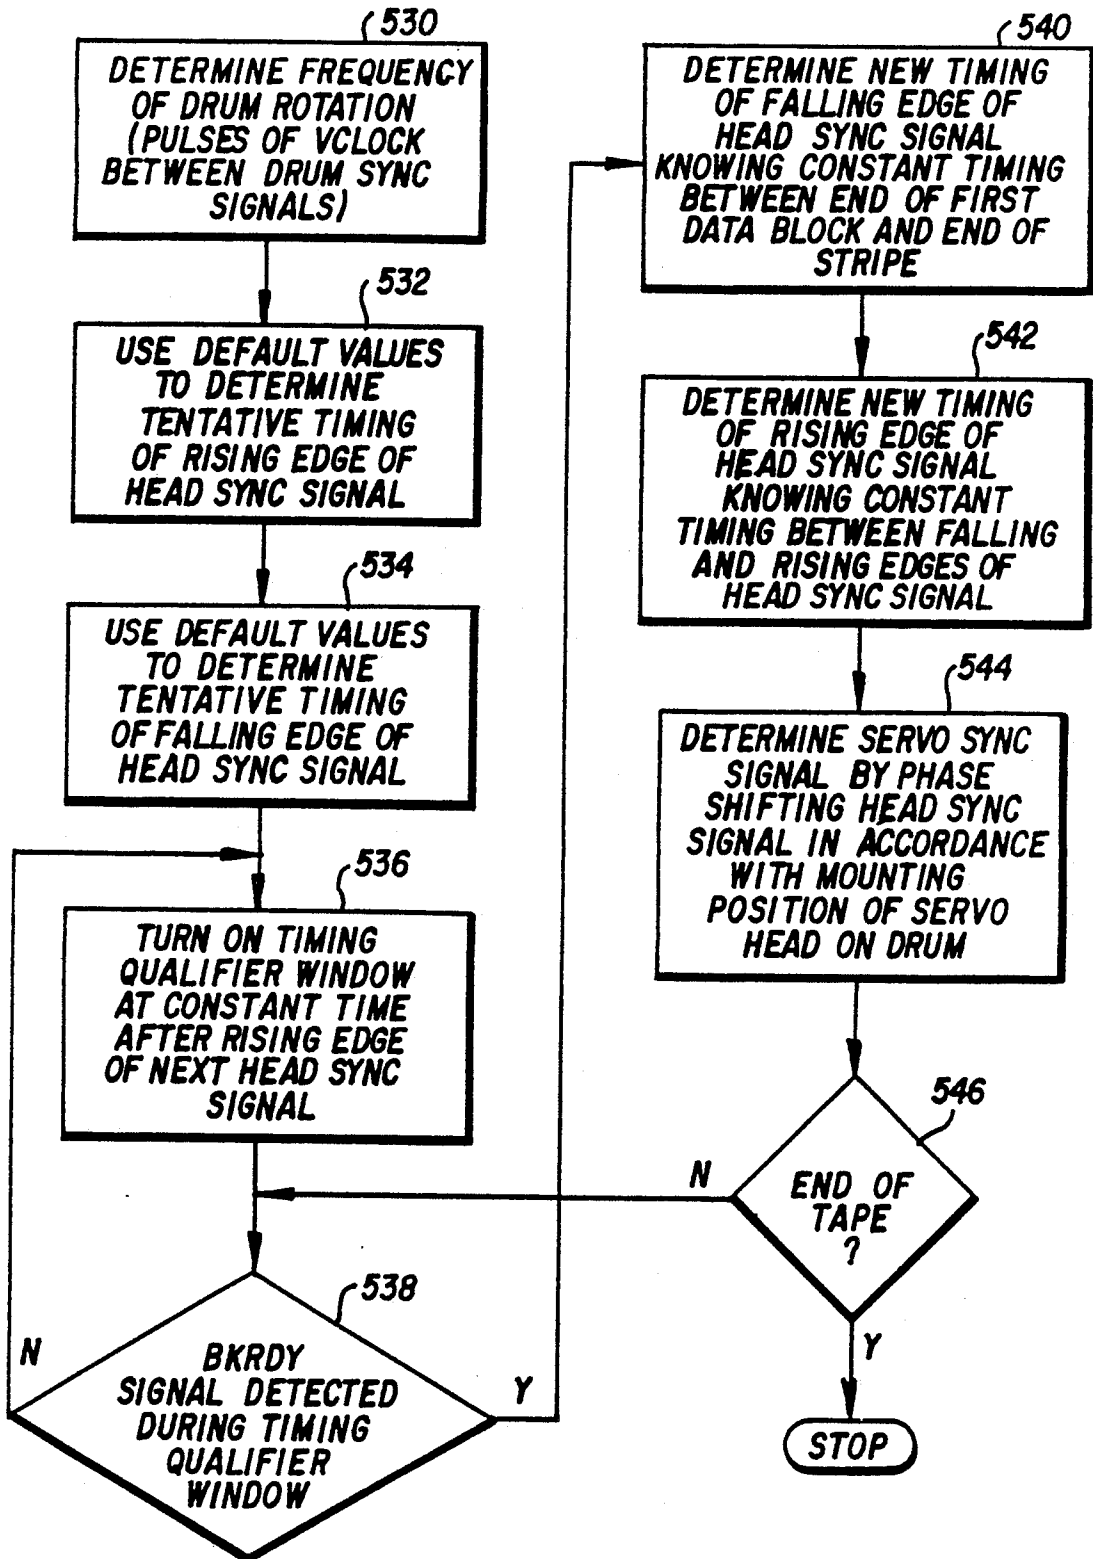 530
DETERMINE FREQUENCY
OF DRUM ROTATION
(PULSES OF VCLOCK
BETWEEN DRUM SYNC
SIGNALS)
532
USE DEFAULT VALUES
TO DETERMINE
TENTATIVE TIMING
OF RISING EDGE OF
HEAD SYNC SIGNAL
534
USE DEFAULT VALUES
TO DETERMINE
TENTATIVE TIMING
OF FALLING EDGE OF
HEAD SYNC SIGNAL
536
TURN ON TIMING
QUALIFIER WINDOW
AT CONSTANT TIME
AFTER RISING EDGE
OF NEXT HEAD SYNC
SIGNAL
538
N
BKRDY
SIGNAL DETECTED
DURING TIMING
QUALIFIER
WINDOW
Y
540
DETERMINE NEW TIMING
OF FALLING EDGE OF
HEAD SYNC SIGNAL
KNOWING CONSTANT TIMING
BETWEEN END OF FIRST
DATA BLOCK AND END OF
STRIPE
542
DETERMINE NEW TIMING
OF RISING EDGE OF
HEAD SYNC SIGNAL
KNOWING CONSTANT
TIMING BETWEEN FALLING
AND RISING EDGES OF
HEAD SYNC SIGNAL
544
DETERMINE SERVO SYNC
SIGNAL BY PHASE
SHIFTING HEAD SYNC
SIGNAL IN ACCORDANCE
WITH MOUNTING
POSITION OF SERVO
HEAD ON DRUM
546
N
END OF
TAPE
?
Y
STOP